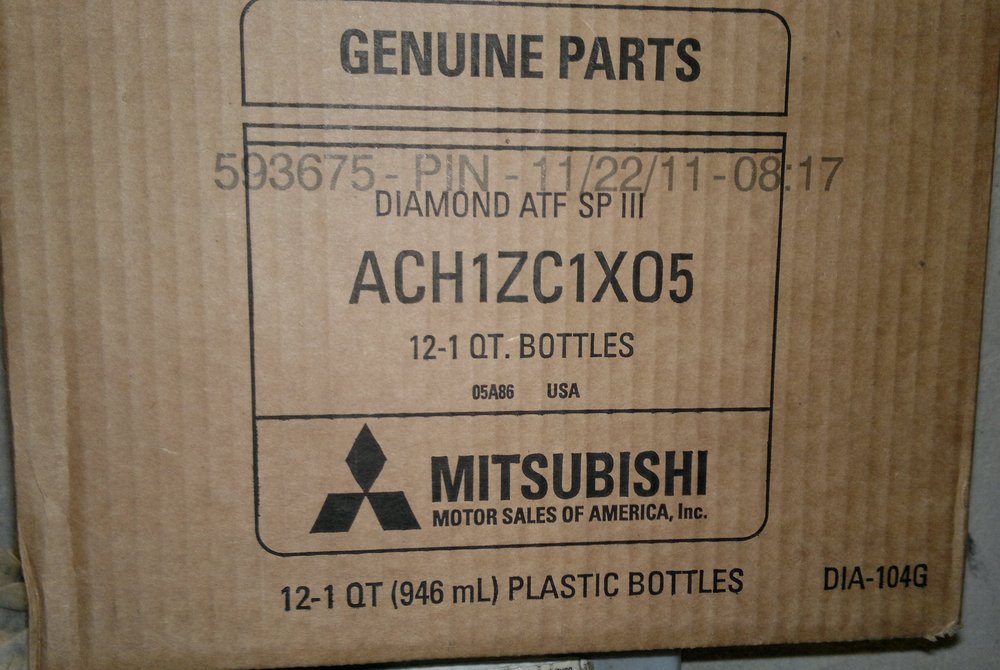 GENUINE PARTS
593675 - PIN - 11/22/11 - 08:17
DIAMOND ATF SP III
ACH1ZC1X05
12-1 QT. BOTTLES
05A86 USA
MITSUBISHI
MOTOR SALES OF AMERICA, Inc.
12-1 QT (946 mL) PLASTIC BOTTLES
DIA-104G